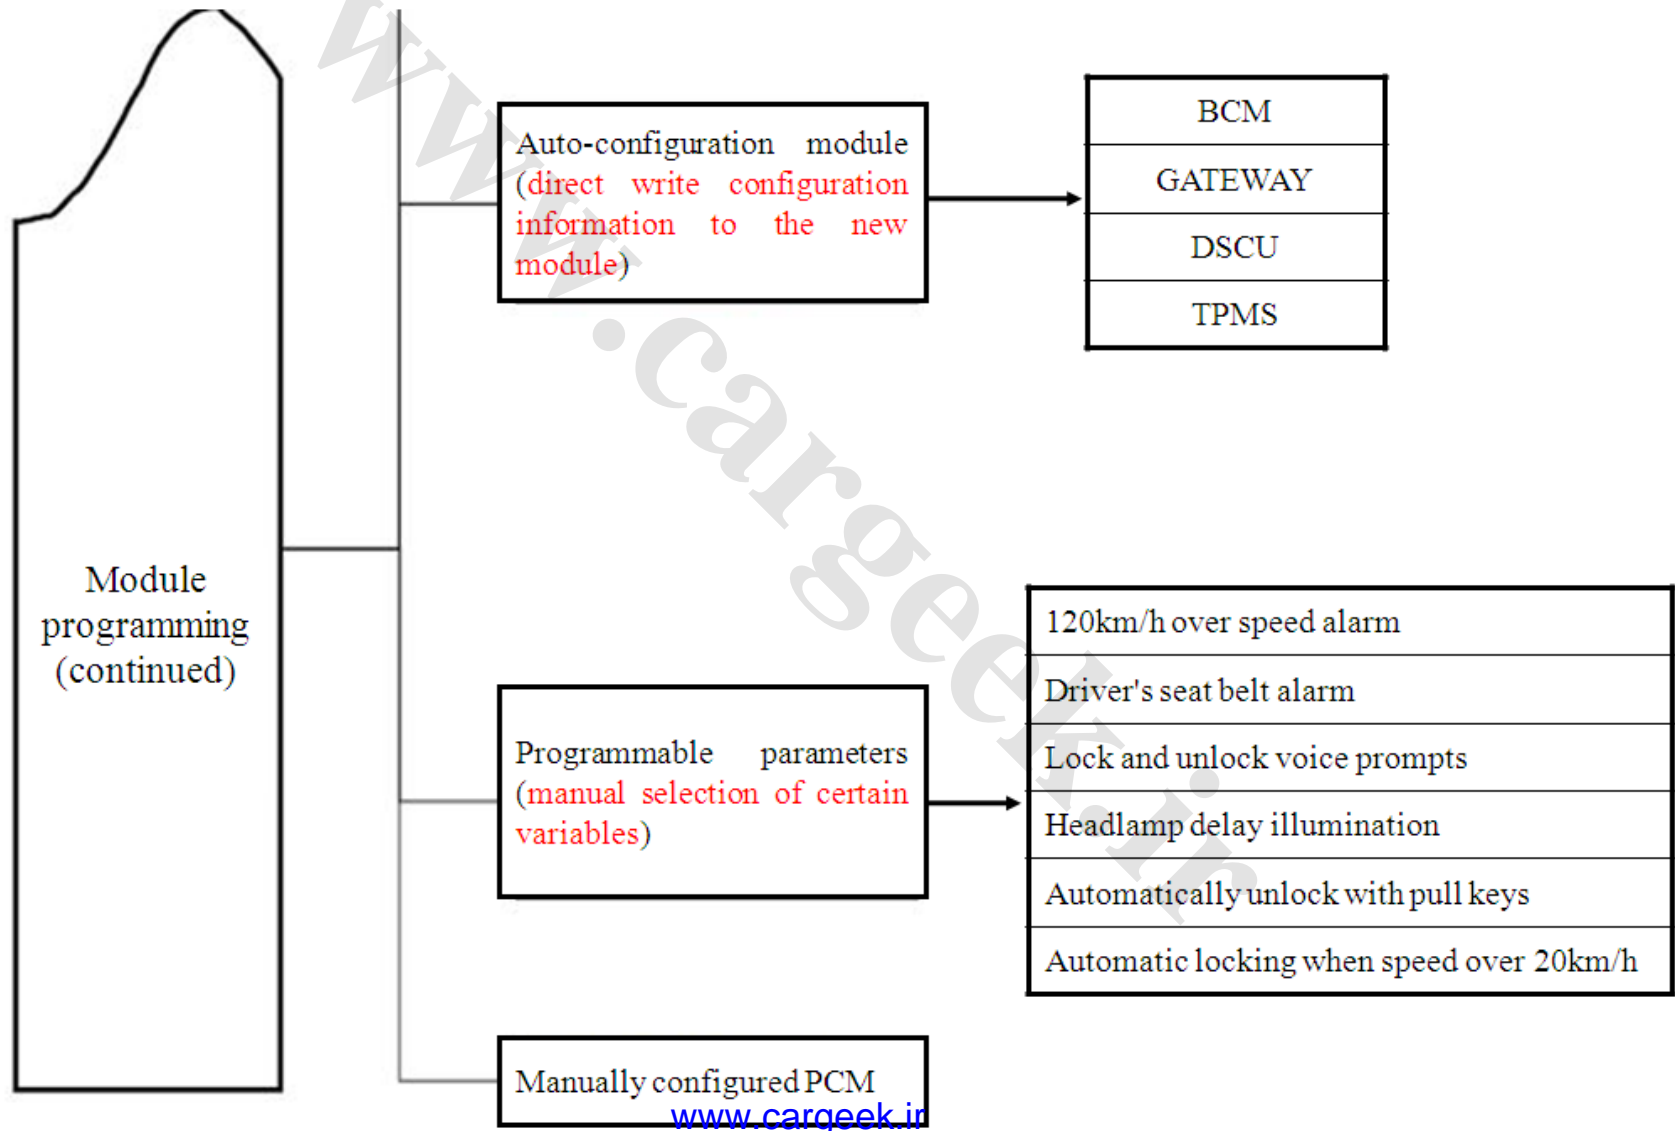 Module
programming
(continued)
Auto-configuration module
(direct write configuration
information to the new
module)
BCM
GATEWAY
DSCU
TPMS
Programmable parameters
(manual selection of certain
variables)
120km/h over speed alarm
Driver's seat belt alarm
Lock and unlock voice prompts
Headlamp delay illumination
Automatically unlock with pull keys
Automatic locking when speed over 20km/h
Manually configured PCM
www.cargeek.ir
www.cargeek.ir